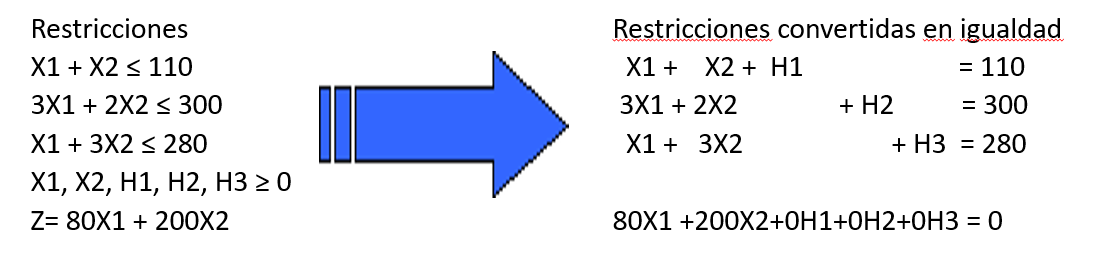 Restricciones
X1 + X2 ≤ 110
3X1 + 2X2 ≤ 300
X1 + 3X2 ≤ 280
X1, X2, H1, H2, H3 ≥ 0
Z= 80X1 + 200X2
Restricciones convertidas en igualdad
X1 + X2 + H1 = 110
3X1 + 2X2 + H2 = 300
X1 + 3X2 + H3 = 280
80X1 +200X2+0H1+0H2+0H3 = 0